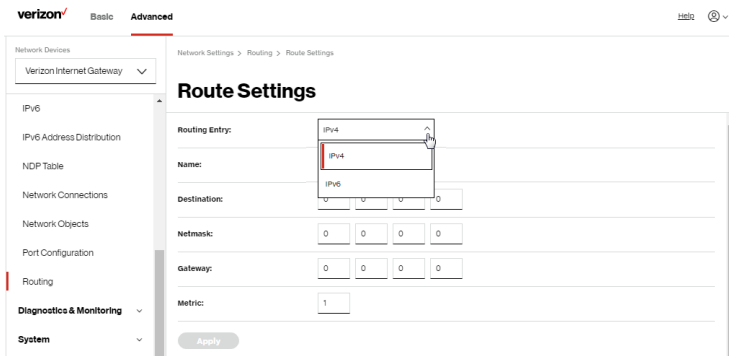 verizon✓ Basic Advanced Help
Network Devices
Verizon Internet Gateway
IPv6
IPv6 Address Distribution
NDP Table
Network Connections
Network Objects
Port Configuration
Routing
Diagnostics & Monitoring
System
Network Settings > Routing > Route Settings
Route Settings
Routing Entry: IPv4
IPv4
IPv6
Name:
Destination: 0 0 0 0
Netmask: 0 0 0 0
Gateway: 0 0 0 0
Metric: 1
Apply